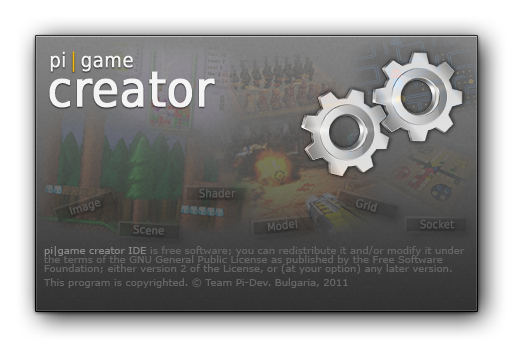 pi|game
creator
Image
Scene
Shader
Model
Grid
Socket
pi|game creator IDE is free software; you can redistribute it and/or modify it under
the terms of the GNU General Public License as published by the Free Software
Foundation; either version 2 of the License, or (at your option) any later version.
This program is copyrighted. © Team Pi-Dev. Bulgaria, 2011